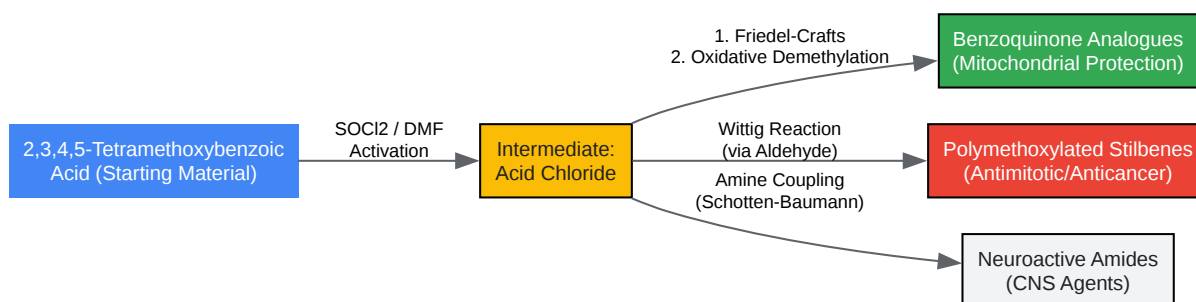 2,3,4,5-Tetramethoxybenzoic
Acid (Starting Material)
SOCl2 / DMF
Activation
Intermediate:
Acid Chloride
1. Friedel-Crafts
2. Oxidative Demethylation
Benzoquinone Analogues
(Mitochondrial Protection)
Wittig Reaction
(via Aldehyde)
Polymethoxylated Stilbenes
(Antimitotic/Anticancer)
Amine Coupling
(Schotten-Baumann)
Neuroactive Amides
(CNS Agents)